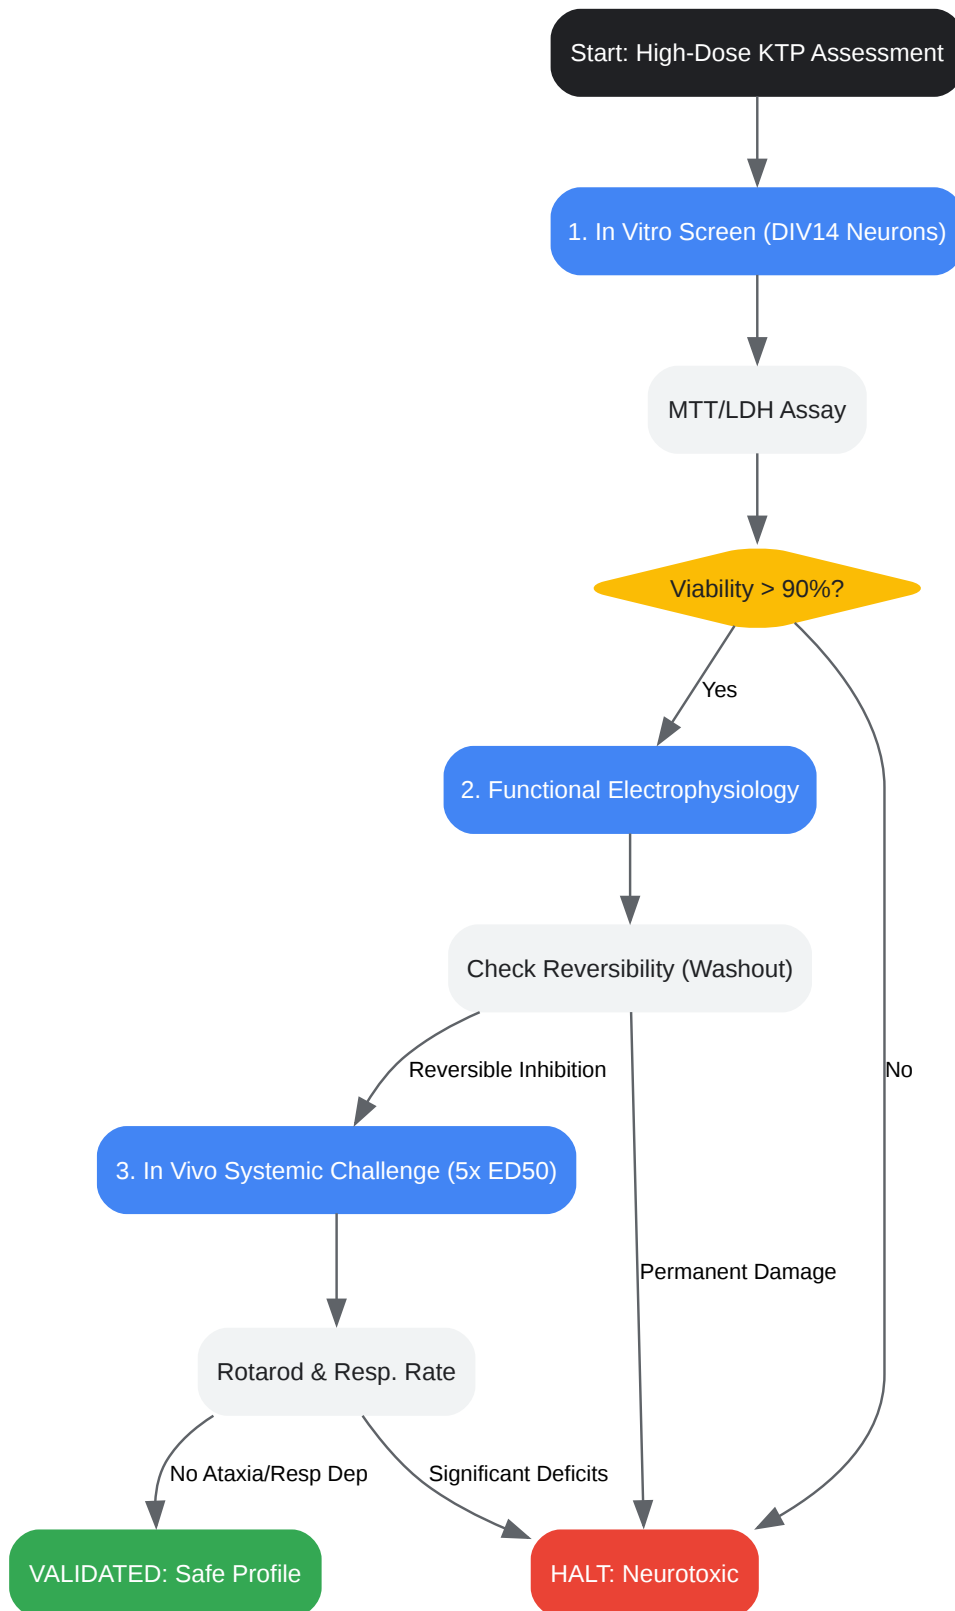 Start: High-Dose KTP Assessment
1. In Vitro Screen (DIV14 Neurons)
MTT/LDH Assay
Viability > 90%?
Yes
2. Functional Electrophysiology
Check Reversibility (Washout)
Reversible Inhibition
No
3. In Vivo Systemic Challenge (5x ED50)
Permanent Damage
Rotarod & Resp. Rate
No Ataxia/Resp Dep
Significant Deficits
VALIDATED: Safe Profile
HALT: Neurotoxic